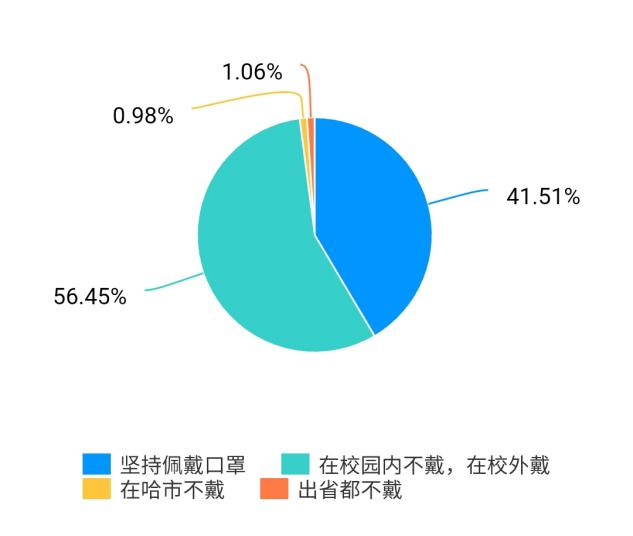 1.06%
0.98%
41.51%
56.45%
坚持佩戴口罩 在校园内不戴，在校外戴
在哈市不戴 出省都不戴